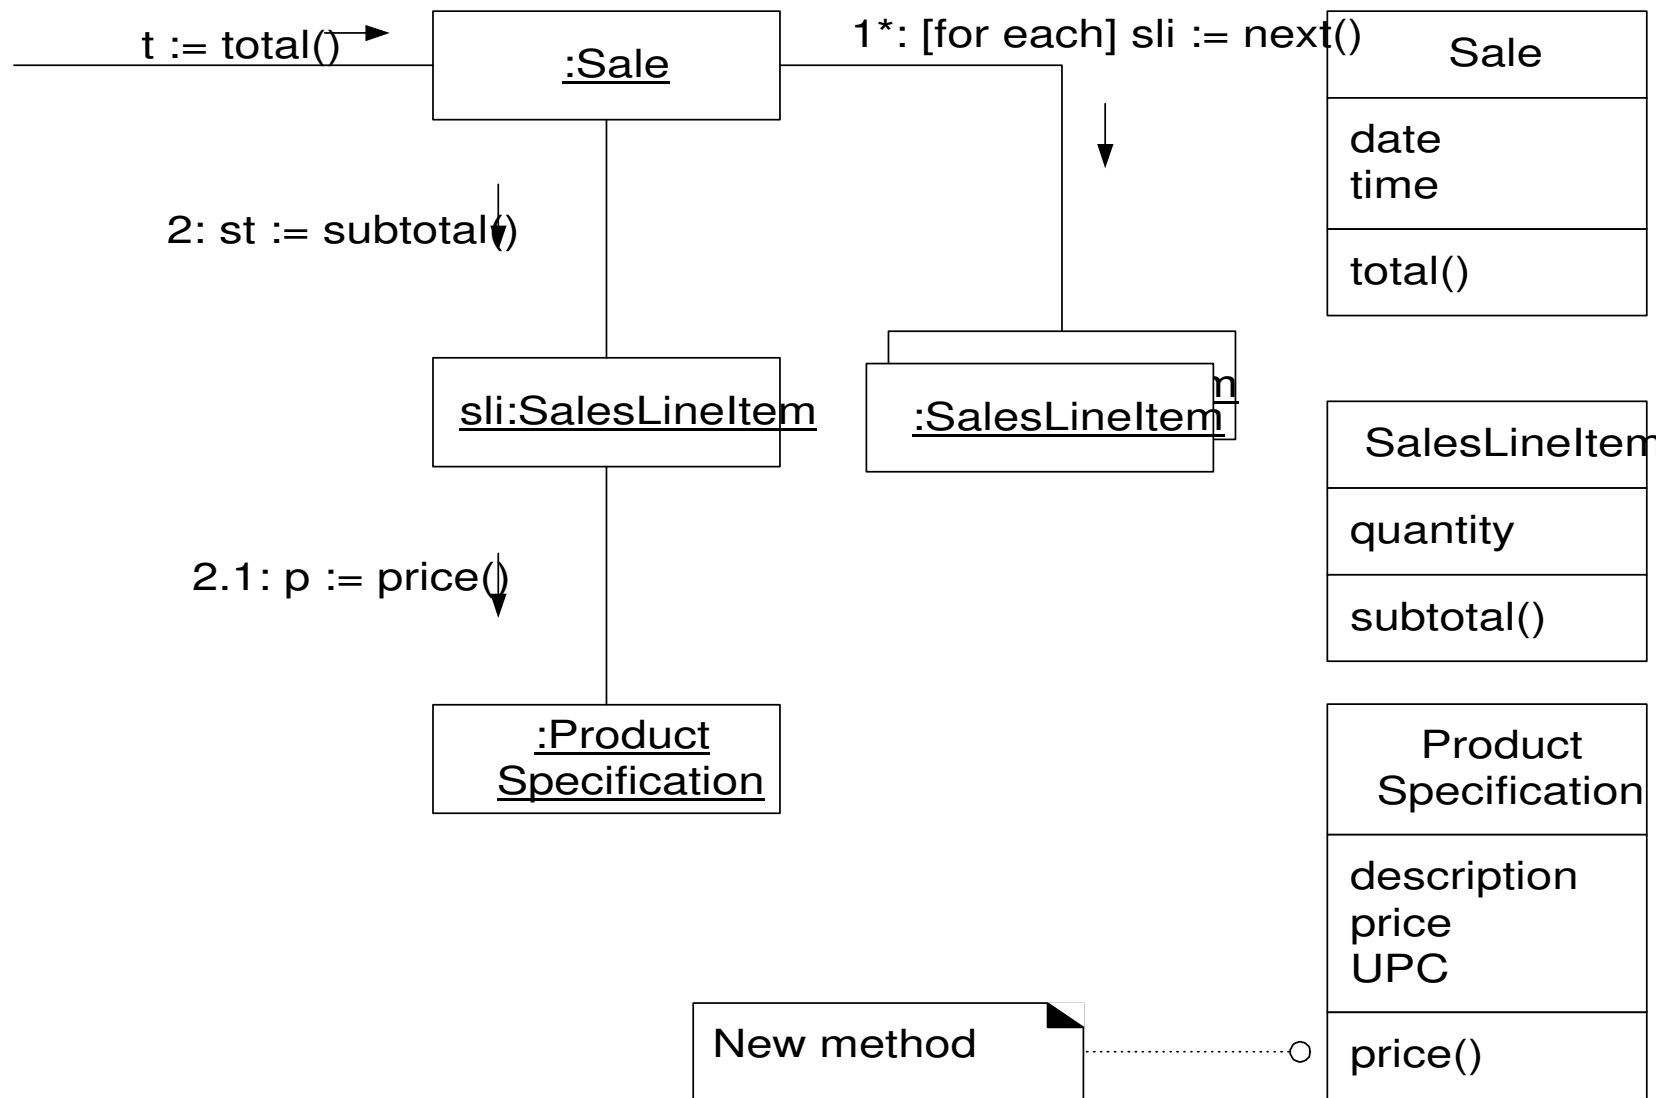 t := total()
:Sale
1*: [for each] sli := next()
2: st := subtotal()
sli:SalesLineItem
m
:SalesLineItem
2.1: p := price()
:Product
Specification
New method
Sale
date
time
total()
SalesLineItem
quantity
subtotal()
Product
Specification
description
price
UPC
price()